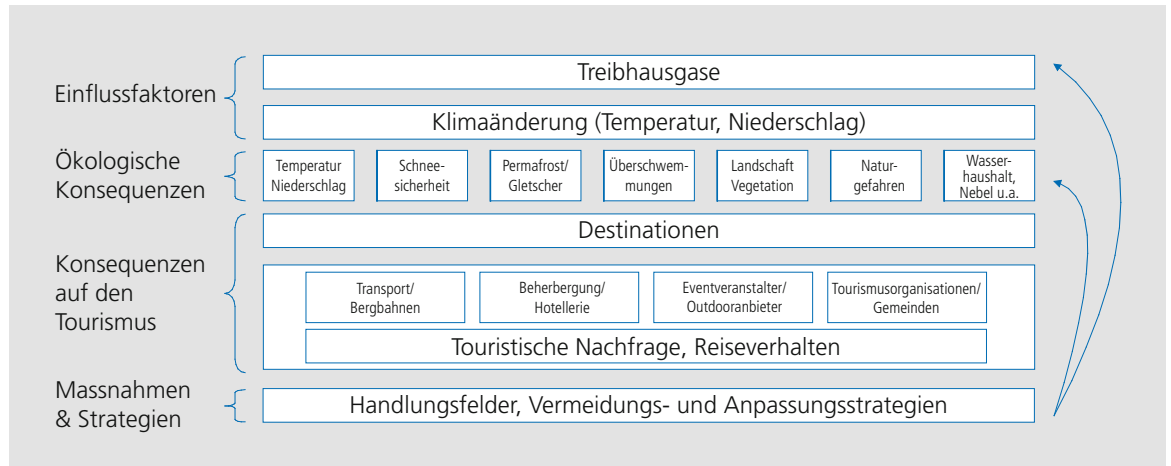 Einflussfaktoren
Treibhausgase
Klimaänderung (Temperatur, Niederschlag)
Ökologische
Konsequenzen
Temperatur
Niederschlag
Schnee-
sicherheit
Permafrost/
Gletscher
Überschwem-
mungen
Landschaft
Vegetation
Natur-
gefahren
Wasser-
haushalt,
Nebel u.a.
Konsequenzen
auf den
Tourismus
Destinationen
Transport/
Bergbahnen
Beherbergung/
Hotellerie
Eventveranstalter/
Outdooranbieter
Tourismusorganisationen/
Gemeinden
Touristische Nachfrage, Reiseverhalten
Massnahmen
& Strategien
Handlungsfelder, Vermeidungs- und Anpassungsstrategien